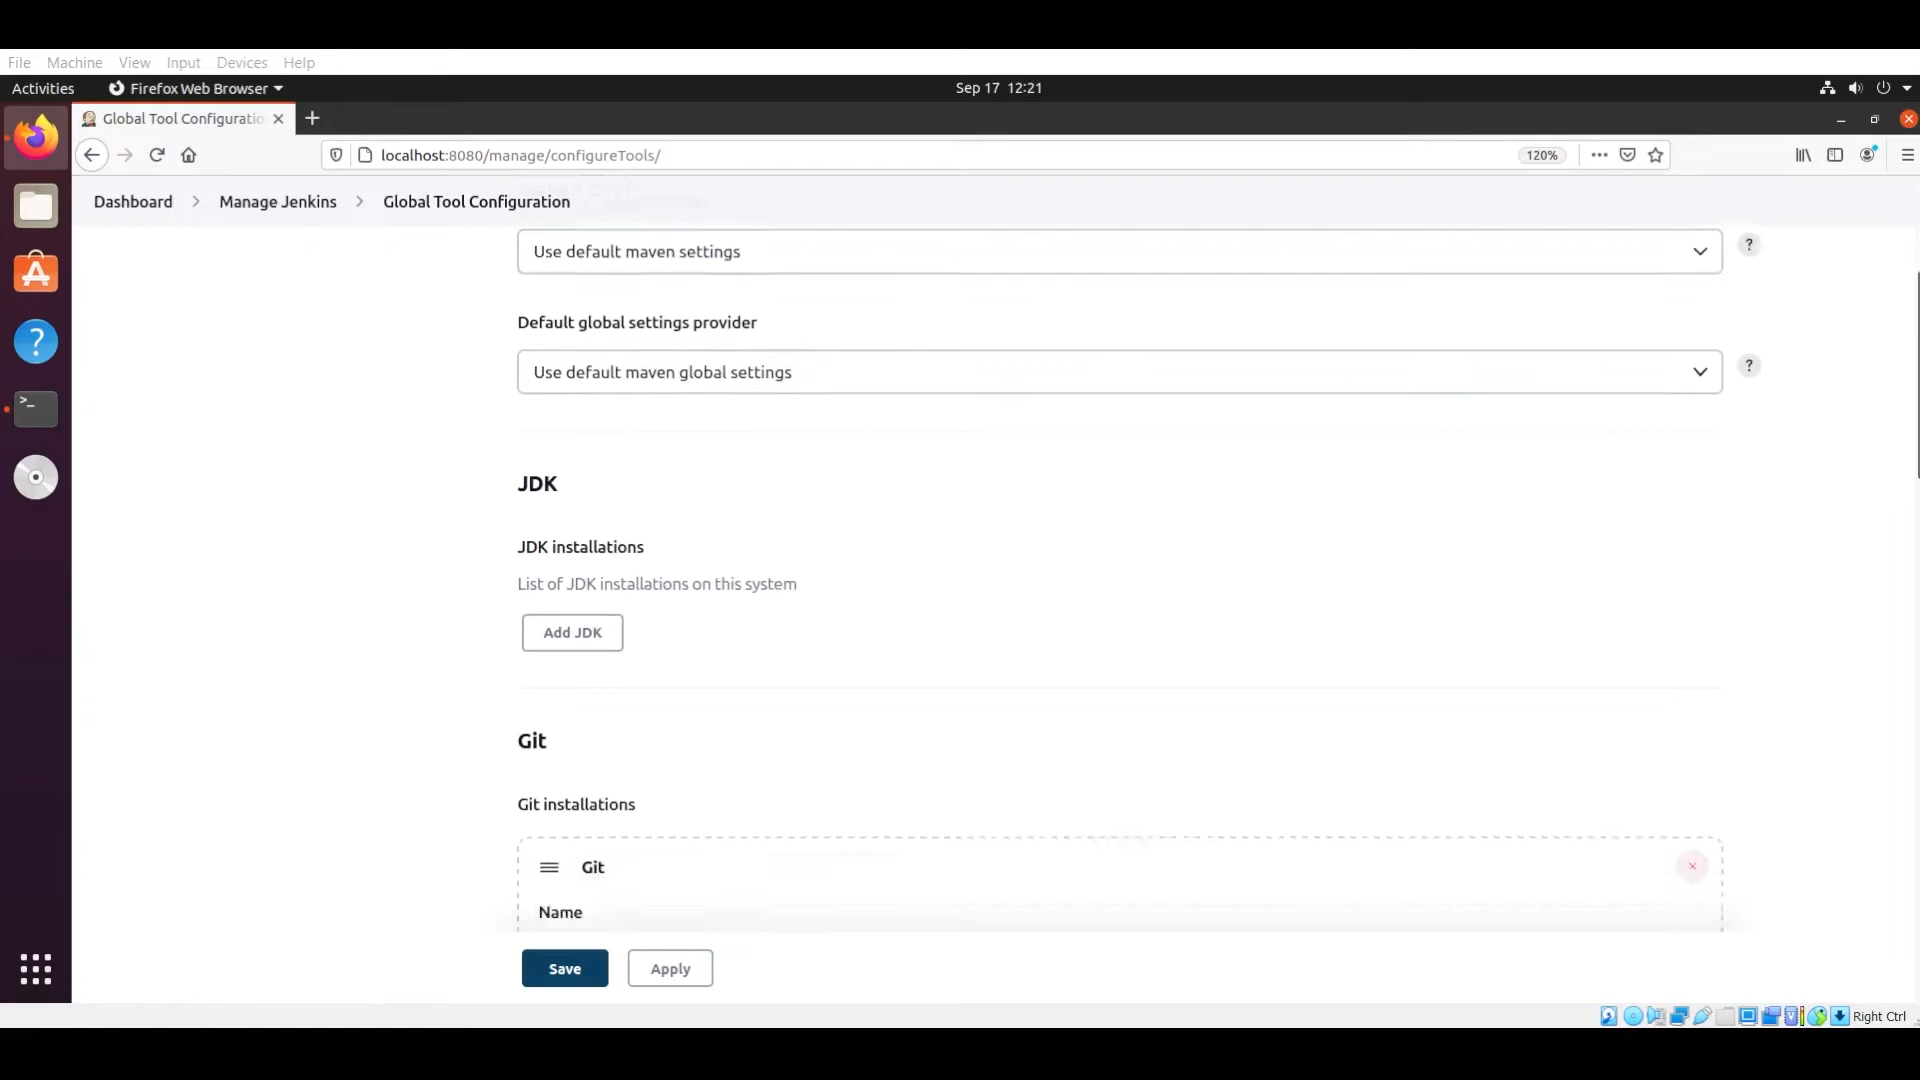 File Machine View Input Devices Help
Activities Firefox Web Browser Sep 17 12:21
Global Tool Configuratio
localhost:8080/manage/configureTools/ 120%
Dashboard > Manage Jenkins > Global Tool Configuration
Use default maven settings ?
Default global settings provider
Use default maven global settings ?
JDK
JDK installations
List of JDK installations on this system
Add JDK
Git
Git installations
Git
Name
Save Apply
Right Ctrl